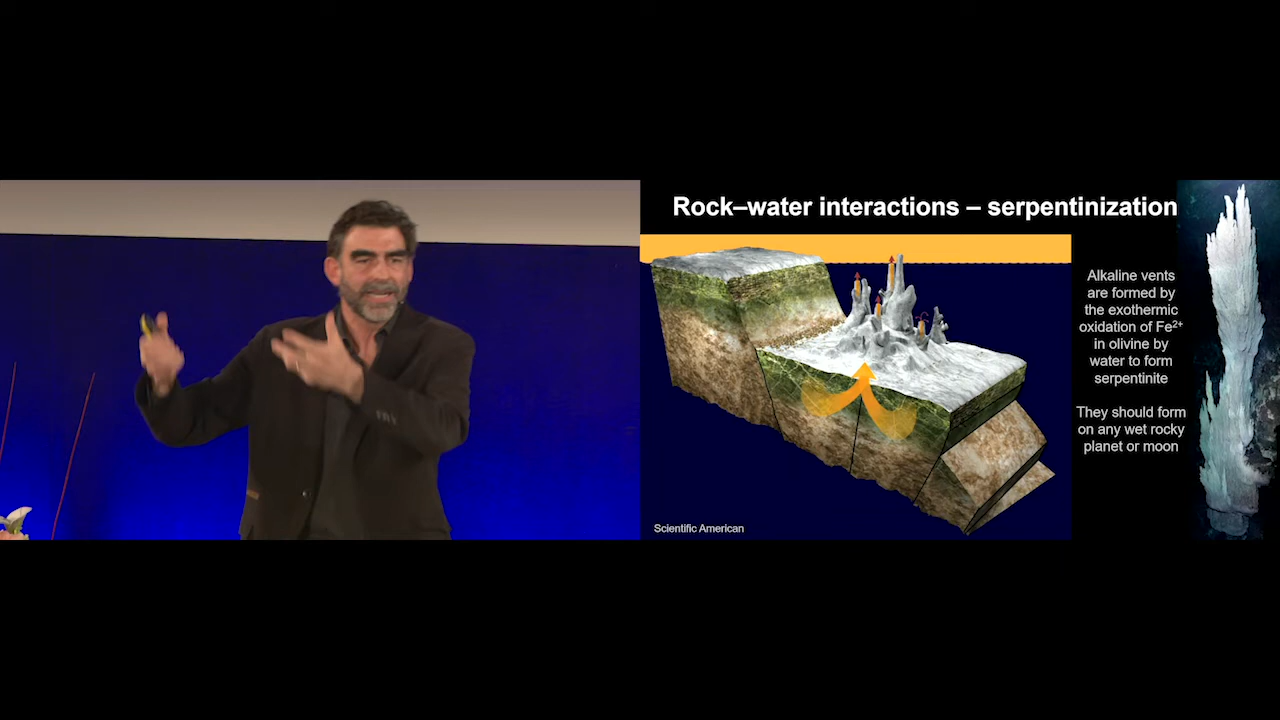 Rock–water interactions – serpentinization
Alkaline vents
are formed by
the exothermic
oxidation of Fe²⁺
in olivine by
water to form
serpentinite
They should form
on any wet rocky
planet or moon
Scientific American